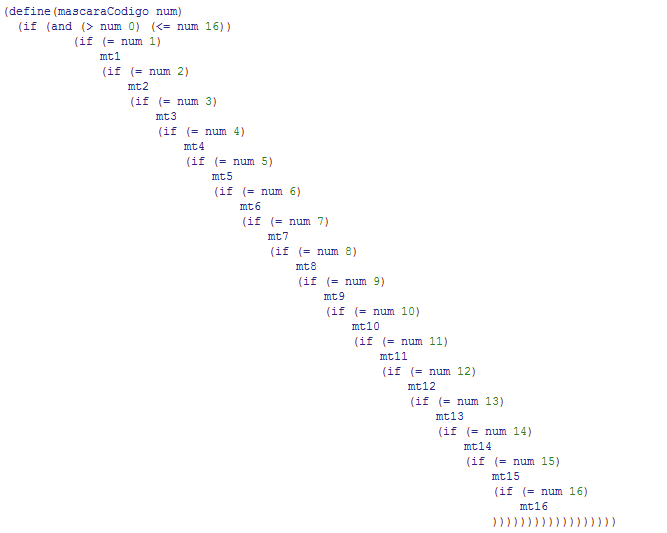 (define(mascaraCodigo num)
(if (and (> num 0) (<= num 16))
(if (= num 1)
mt1
(if (= num 2)
mt2
(if (= num 3)
mt3
(if (= num 4)
mt4
(if (= num 5)
mt5
(if (= num 6)
mt6
(if (= num 7)
mt7
(if (= num 8)
mt8
(if (= num 9)
mt9
(if (= num 10)
mt10
(if (= num 11)
mt11
(if (= num 12)
mt12
(if (= num 13)
mt13
(if (= num 14)
mt14
(if (= num 15)
mt15
(if (= num 16)
mt16
))))))))))))))))))